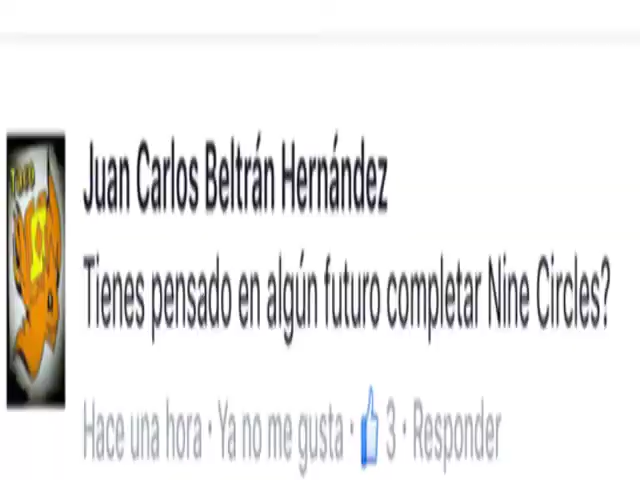 Juan Carlos Beltrán Hernández
Tienes pensado en algún futuro completar Nine Circles?
Hace una hora · Ya no me gusta · 3 · Responder